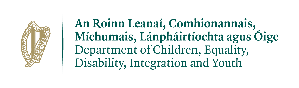 An Roinn Leanaí, Comhionannais,
Míchumais, Lánpháirtíochta agus Óige
Department of Children, Equality,
Disability, Integration and Youth